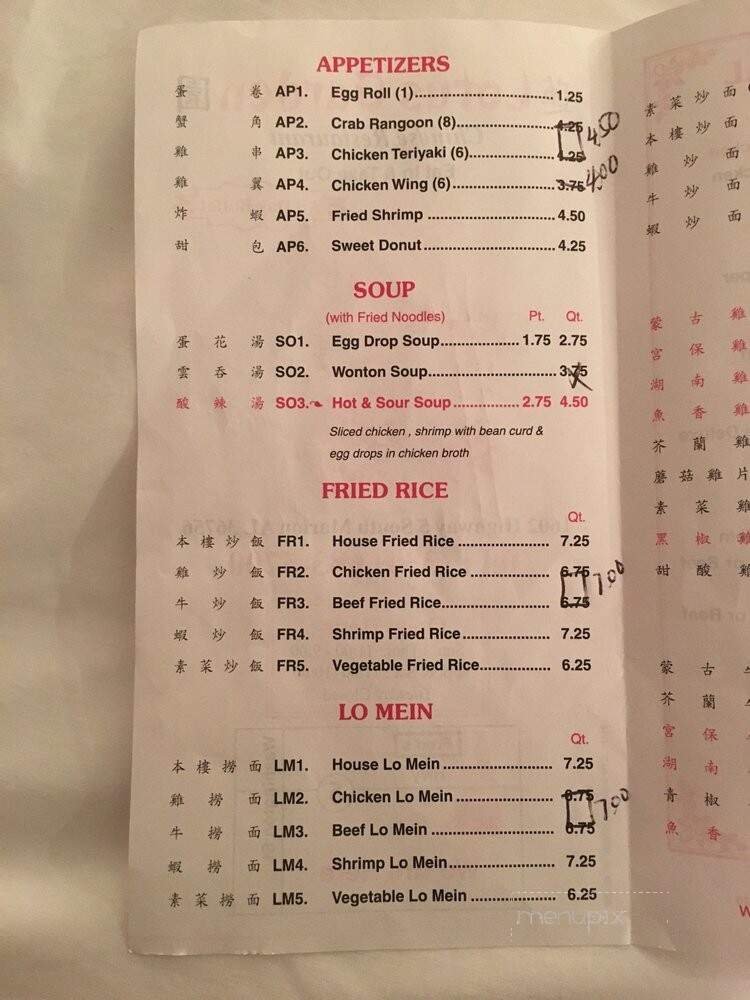 APPETIZERS
蛋 卷 AP1. Egg Roll (1) 1.25
蟹 角 AP2. Crab Rangoon (8) 4.25 4.50
雞 串 AP3. Chicken Teriyaki (6) 4.25
雞 翼 AP4. Chicken Wing (6) 3.75 4.00
炸 蝦 AP5. Fried Shrimp 4.50
甜 包 AP6. Sweet Donut 4.25
SOUP
(with Fried Noodles) Pt. Qt.
蛋 花 湯 SO1. Egg Drop Soup 1.75 2.75
雲 吞 湯 SO2. Wonton Soup 3.75
酸 辣 湯 SO3. Hot & Sour Soup 2.75 4.50
Sliced chicken , shrimp with bean curd &
egg drops in chicken broth
FRIED RICE
Qt.
本 樓 炒 飯 FR1. House Fried Rice 7.25
雞 炒 飯 FR2. Chicken Fried Rice 6.75 7.00
牛 炒 飯 FR3. Beef Fried Rice 6.75
蝦 炒 飯 FR4. Shrimp Fried Rice 7.25
素 菜 炒 飯 FR5. Vegetable Fried Rice 6.25
LO MEIN
Qt.
本 樓 撈 面 LM1. House Lo Mein 7.25
雞 撈 面 LM2. Chicken Lo Mein 6.75 7.00
牛 撈 面 LM3. Beef Lo Mein 6.75
蝦 撈 面 LM4. Shrimp Lo Mein 7.25
素 菜 撈 面 LM5. Vegetable Lo Mein 6.25
menupix
素 菜 炒 面
本 樓 炒 面
雞 炒 面
牛 炒 面
蝦 炒 面
蒙 古 雞
宮 保 雞
湖 南 雞
魚 香 雞
芥 蘭 雞
蘑 菇 雞 片
素 菜 雞
黑 椒 雞
甜 酸 雞
蒙 古
芥 蘭
宮 保
湖 南
青 椒
魚 香